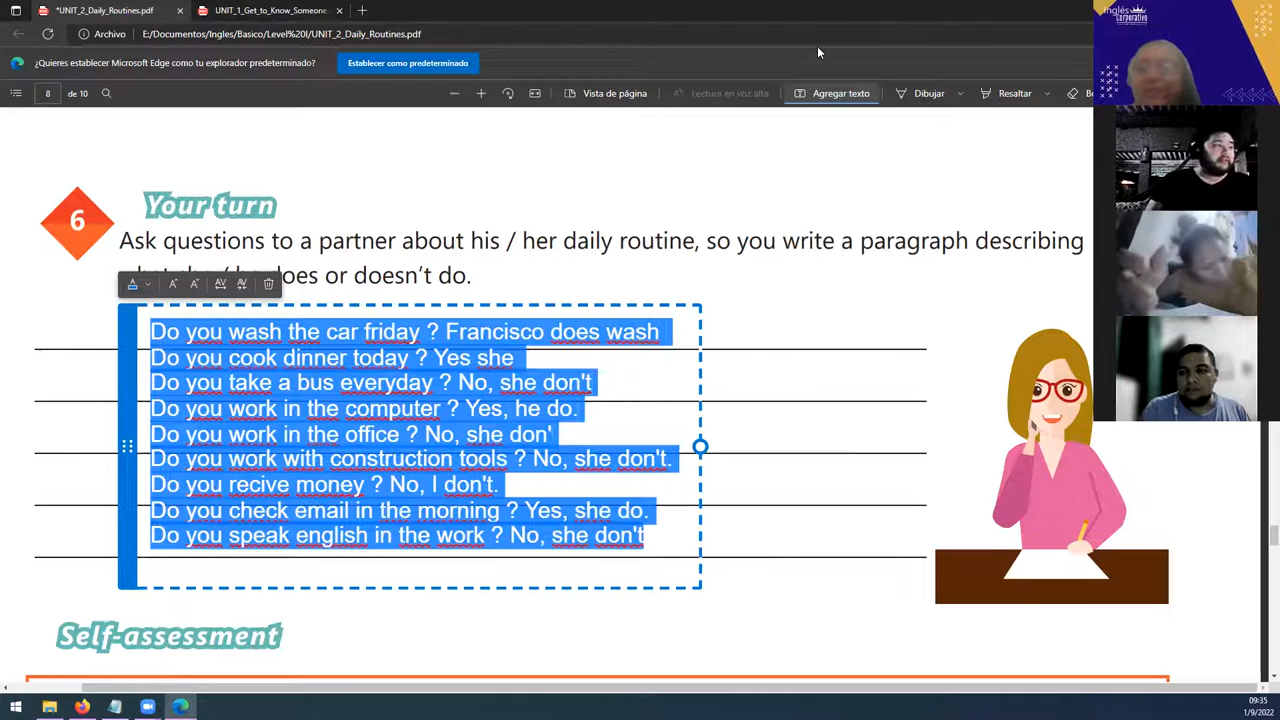 *UNIT_2_Daily_Routines.pdf
UNIT_1_Get_to_Know_Someone
Archivo
E:/Documentos/Ingles/Basico/Level%20I/UNIT_2_Daily_Routines.pdf
¿Quieres establecer Microsoft Edge como tu explorador predeterminado?
Establecer como predeterminado
8 de 10
Vista de página
Lectura en voz alta
Agregar texto
Dibujar
Resaltar
Inglés
Corporativo
6
Your turn
Ask questions to a partner about his / her daily routine, so you write a paragraph describing
does or doesn't do.
Do you wash the car friday ? Francisco does wash
Do you cook dinner today ? Yes she
Do you take a bus everyday ? No, she don't
Do you work in the computer ? Yes, he do.
Do you work in the office ? No, she don'
Do you work with construction tools ? No, she don't.
Do you recive money ? No, I don't.
Do you check email in the morning ? Yes, she do.
Do you speak english in the work ? No, she don't
Self-assessment
09:35
1/9/2022